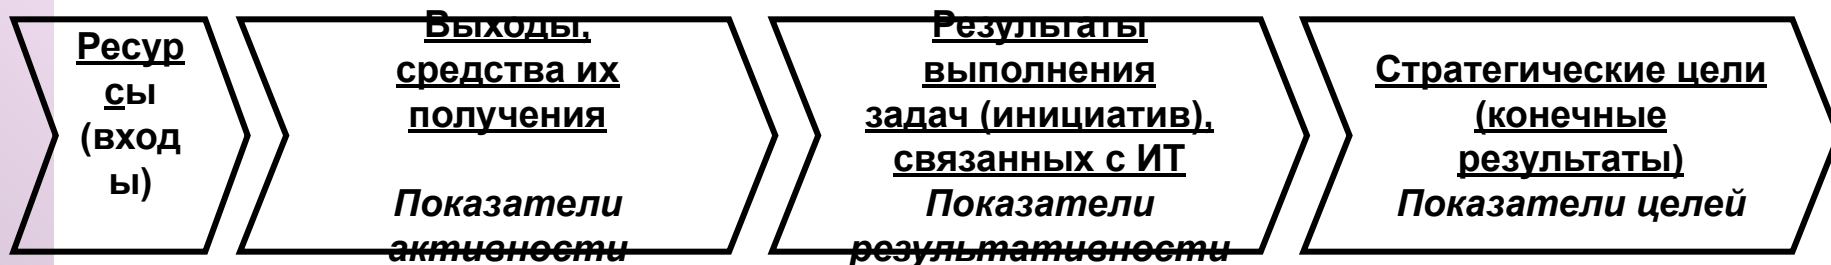 Ресур
сы
(вход
ы)
Выходы,
средства их
получения
Показатели
активности
Результаты
выполнения
задач (инициатив),
связанных с ИТ
Показатели
результативности
Стратегические цели
(конечные
результаты)
Показатели целей